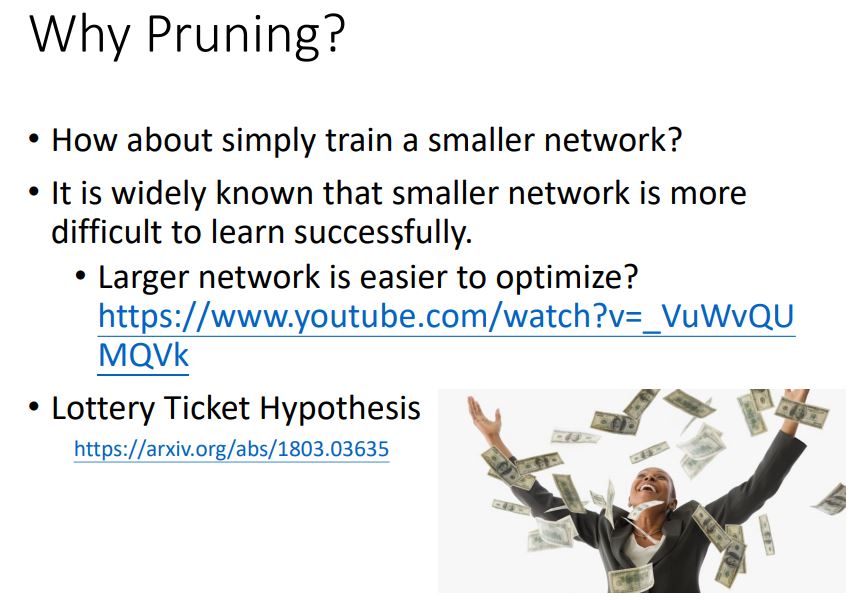 Why Pruning?
• How about simply train a smaller network?
• It is widely known that smaller network is more
difficult to learn successfully.
• Larger network is easier to optimize?
https://www.youtube.com/watch?v=_VuWvQU
MQVk
• Lottery Ticket Hypothesis
https://arxiv.org/abs/1803.03635